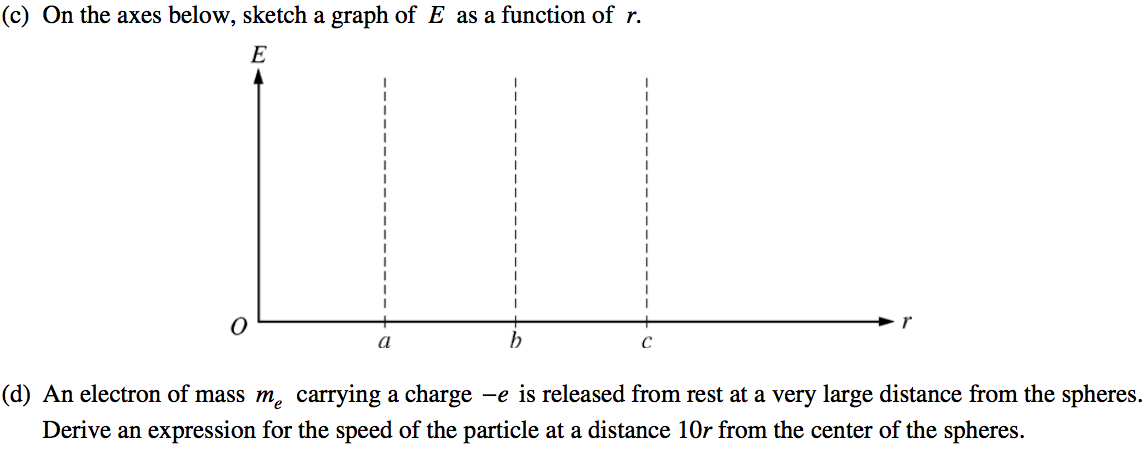 (c) On the axes below, sketch a graph of E as a function of r.
E
O
a
b
c
r
(d) An electron of mass mₑ carrying a charge −e is released from rest at a very large distance from the spheres.
Derive an expression for the speed of the particle at a distance 10r from the center of the spheres.